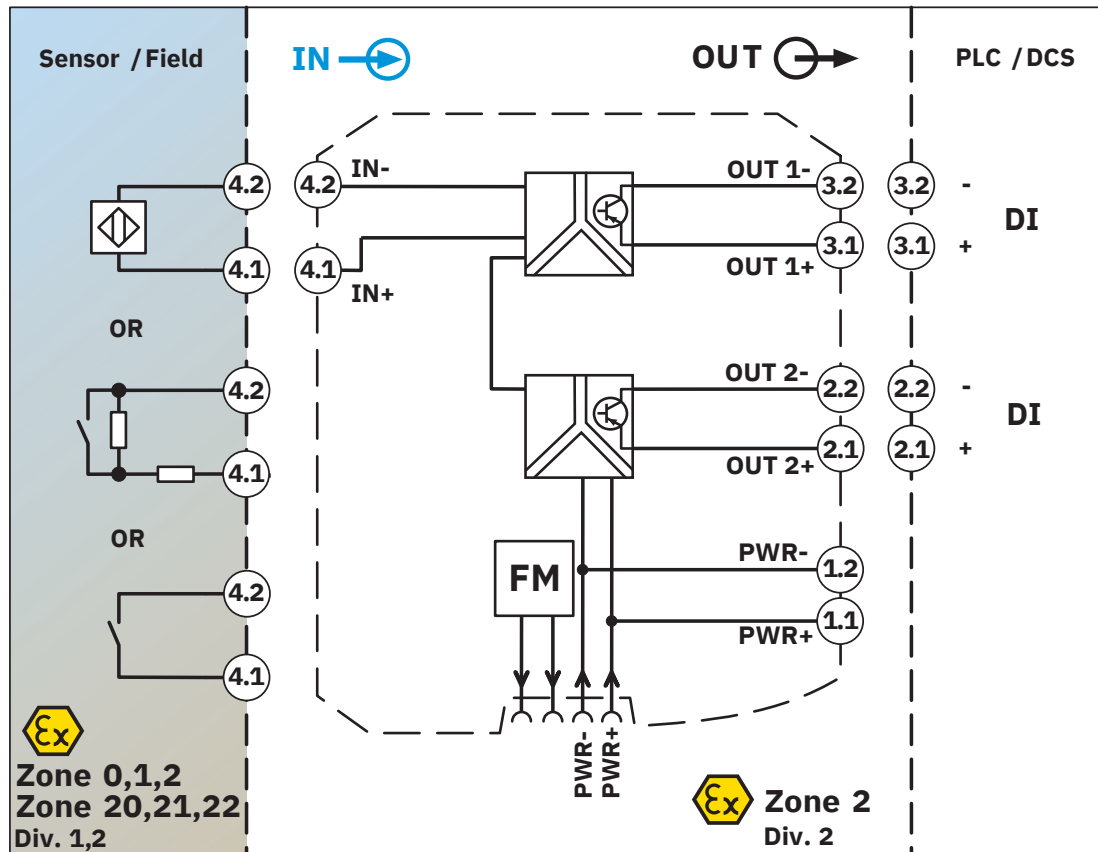 Sensor / Field
IN
OUT
PLC / DCS
4.2
4.2
IN-
OUT 1-
3.2
3.2
-
DI
4.1
4.1
IN+
OUT 1+
3.1
3.1
+
OR
4.2
OUT 2-
2.2
2.2
-
DI
4.1
OUT 2+
2.1
2.1
+
OR
4.2
FM
PWR-
1.2
4.1
PWR+
1.1
PWR-
PWR+
Ex
Zone 0,1,2
Zone 20,21,22
Div. 1,2
Ex
Zone 2
Div. 2